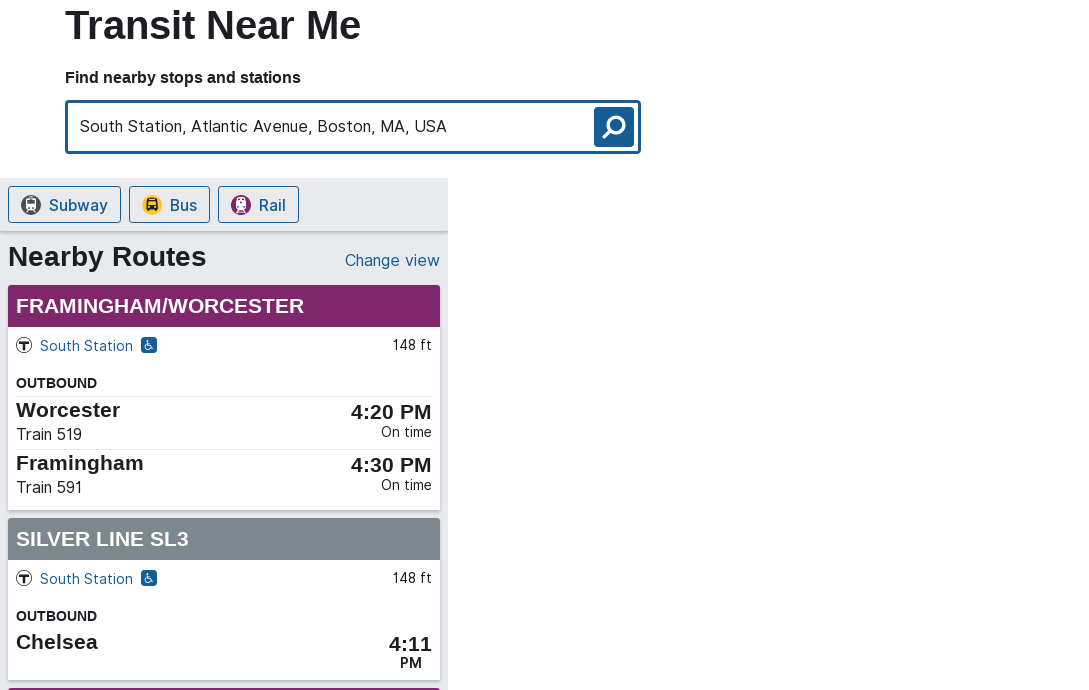 Transit Near Me
Find nearby stops and stations
South Station, Atlantic Avenue, Boston, MA, USA
Subway Bus Rail
Nearby Routes Change view
FRAMINGHAM/WORCESTER
T South Station 148 ft
OUTBOUND
Worcester 4:20 PM
Train 519 On time
Framingham 4:30 PM
Train 591 On time
SILVER LINE SL3
T South Station 148 ft
OUTBOUND
Chelsea 4:11
PM